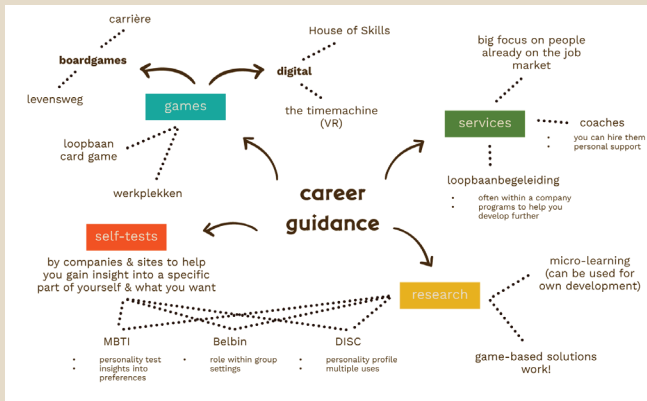 carrière
boardgames
levensweg
games
House of Skills
digital
the timemachine
(VR)
loopbaan
card game
werkplekken
big focus on people
already on the job
market
services
coaches
you can hire them
personal support
loopbaanbegeleiding
often within a company
programs to help you
develop further
career
guidance
self-tests
by companies & sites to help
you gain insight into a specific
part of yourself & what you want
MBTI
personality test
insights into
preferences
Belbin
role within group
settings
DISC
personality profile
multiple uses
research
micro-learning
(can be used for
own development)
game-based solutions
work!